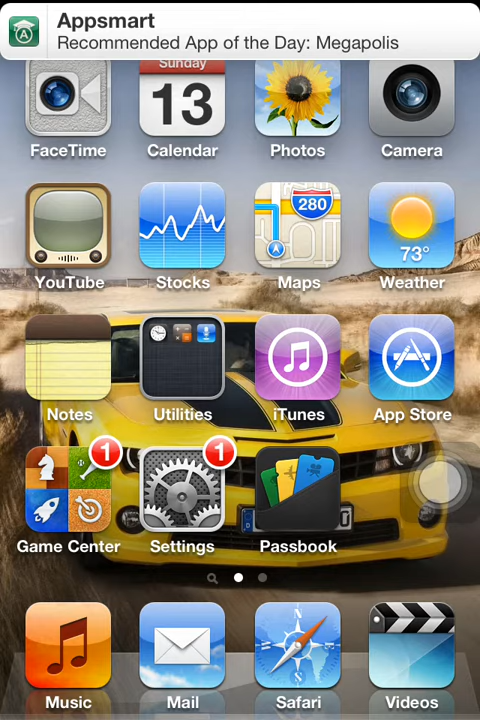 Appsmart
Recommended App of the Day: Megapolis
Sunday
13
FaceTime
Calendar
Photos
Camera
280
73°
YouTube
Stocks
Maps
Weather
Notes
Utilities
iTunes
App Store
1
1
Game Center
Settings
Passbook
Music
Mail
Safari
Videos